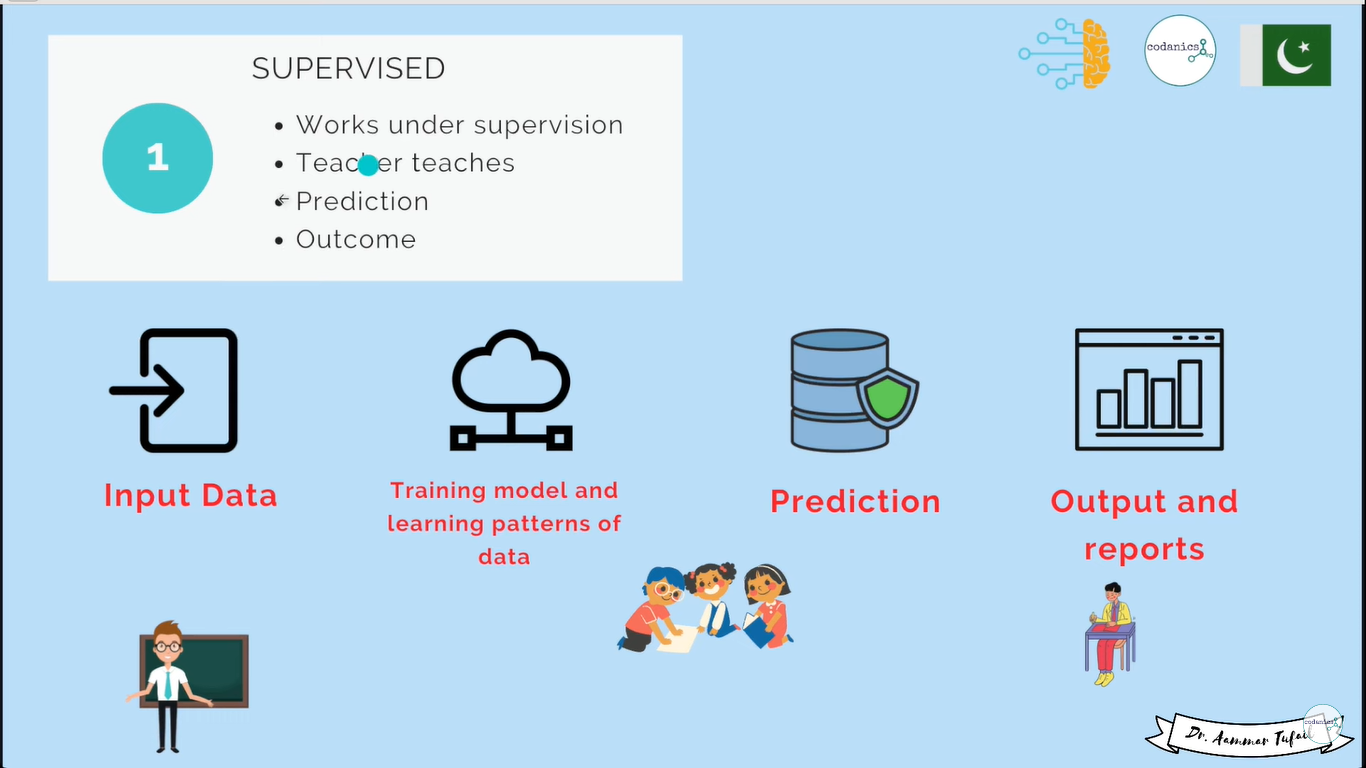 SUPERVISED
1
• Works under supervision
• Teacher teaches
• Prediction
• Outcome
codanics
Input Data
Training model and
learning patterns of
data
Prediction
Output and
reports
codanics
Dr. Aammar